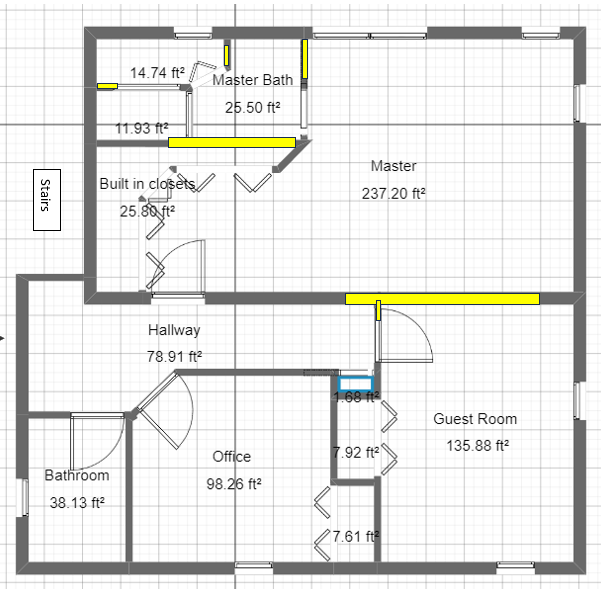 14.74 ft²
Master Bath
25.50 ft²
11.93 ft²
Master
237.20 ft²
Built in closets
25.80 ft²
Stairs
Hallway
78.91 ft²
1.68 ft²
Guest Room
135.88 ft²
7.92 ft²
Office
98.26 ft²
Bathroom
38.13 ft²
7.61 ft²